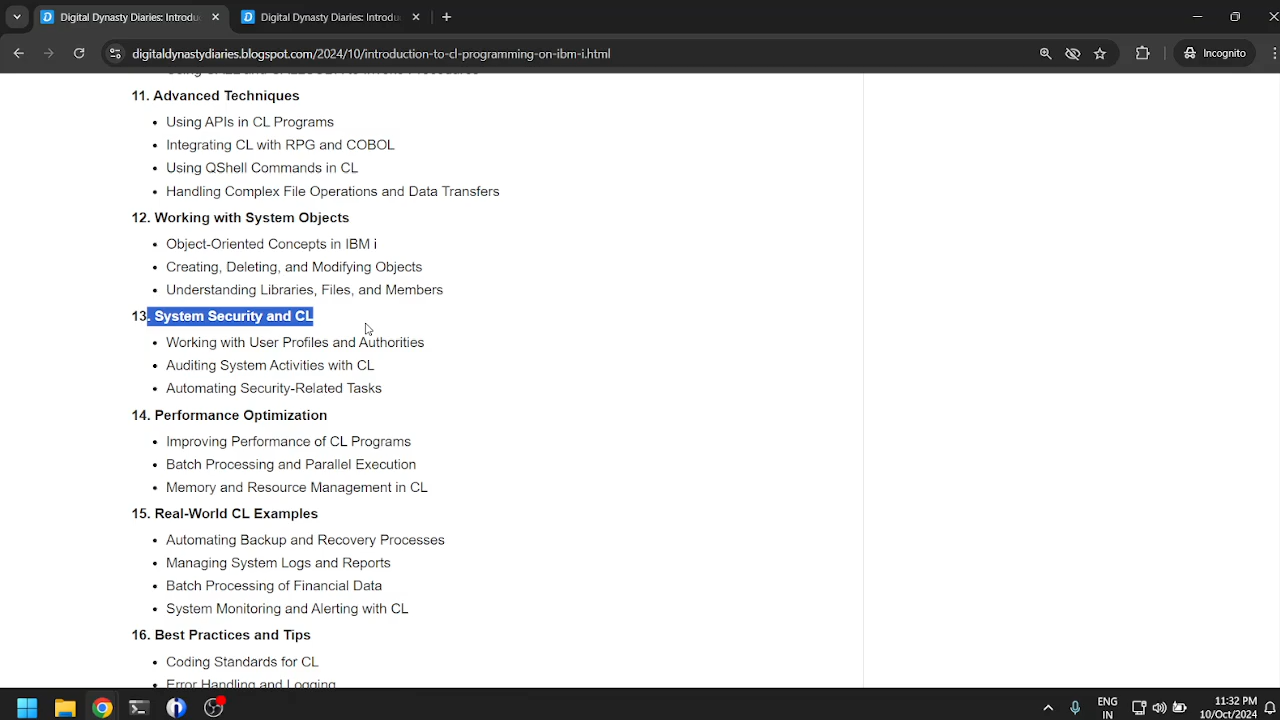 Digital Dynasty Diaries: Introdu
Digital Dynasty Diaries: Introdu
digitaldynastydiaries.blogspot.com/2024/10/introduction-to-cl-programming-on-ibm-i.html
Incognito
11. Advanced Techniques
Using APIs in CL Programs
Integrating CL with RPG and COBOL
Using QShell Commands in CL
Handling Complex File Operations and Data Transfers
12. Working with System Objects
Object-Oriented Concepts in IBM i
Creating, Deleting, and Modifying Objects
Understanding Libraries, Files, and Members
13. System Security and CL
Working with User Profiles and Authorities
Auditing System Activities with CL
Automating Security-Related Tasks
14. Performance Optimization
Improving Performance of CL Programs
Batch Processing and Parallel Execution
Memory and Resource Management in CL
15. Real-World CL Examples
Automating Backup and Recovery Processes
Managing System Logs and Reports
Batch Processing of Financial Data
System Monitoring and Alerting with CL
16. Best Practices and Tips
Coding Standards for CL
Error Handling and Logging
ENG
IN
11:32 PM
10/Oct/2024